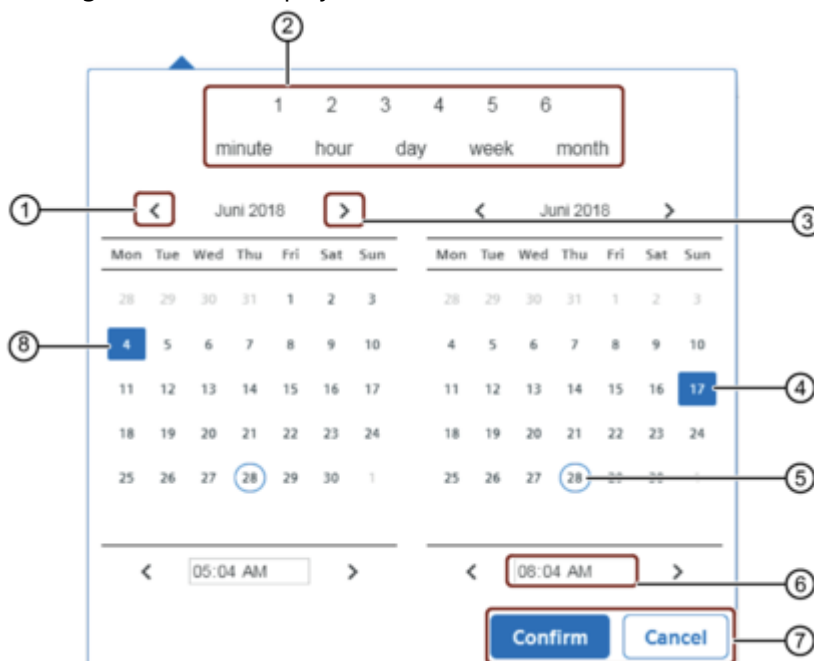 ②
1 2 3 4 5 6
minute hour day week month
① < Juni 2018 > < Juni 2018 > ③
Mon Tue Wed Thu Fri Sat Sun Mon Tue Wed Thu Fri Sat Sun
28 29 30 31 1 2 3 28 29 30 31 1 2 3
⑧ 4 5 6 7 8 9 10 4 5 6 7 8 9 10
11 12 13 14 15 16 17 11 12 13 14 15 16 17 ④
18 19 20 21 22 23 24 18 19 20 21 22 23 24
25 26 27 28 29 30 1 25 26 27 28 29 30 ⑤
< 05:04 AM > < 08:04 AM > ⑥
Confirm Cancel ⑦